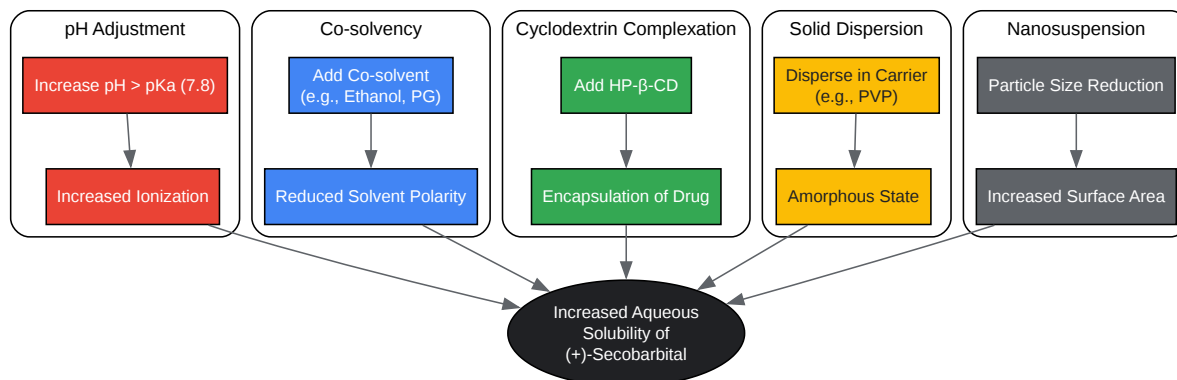 pH Adjustment
Increase pH > pKa (7.8)
Increased Ionization
Co-solvency
Add Co-solvent
(e.g., Ethanol, PG)
Reduced Solvent Polarity
Cyclodextrin Complexation
Add HP-β-CD
Encapsulation of Drug
Solid Dispersion
Disperse in Carrier
(e.g., PVP)
Amorphous State
Nanosuspension
Particle Size Reduction
Increased Surface Area
Increased Aqueous
Solubility of
(+)-Secobarbital